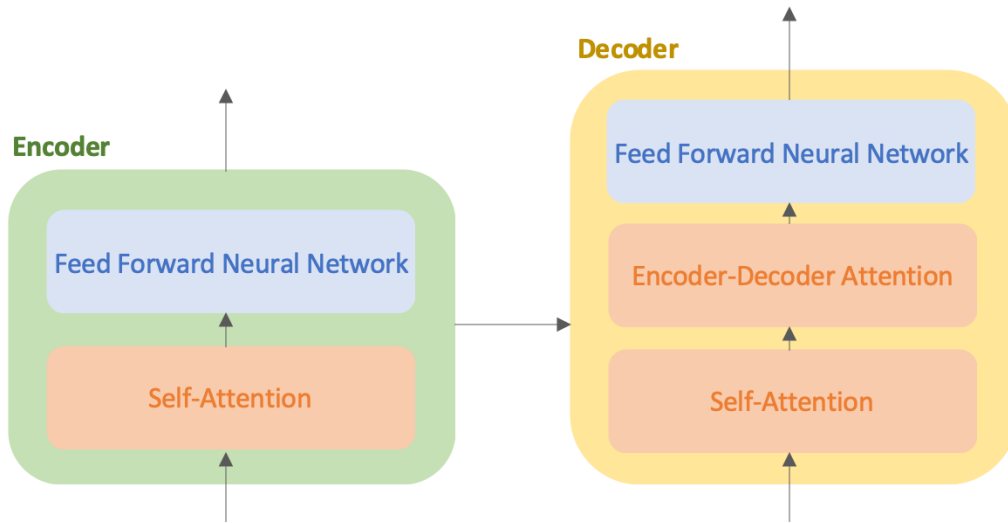 Encoder
Feed Forward Neural Network
Self-Attention
Decoder
Feed Forward Neural Network
Encoder-Decoder Attention
Self-Attention